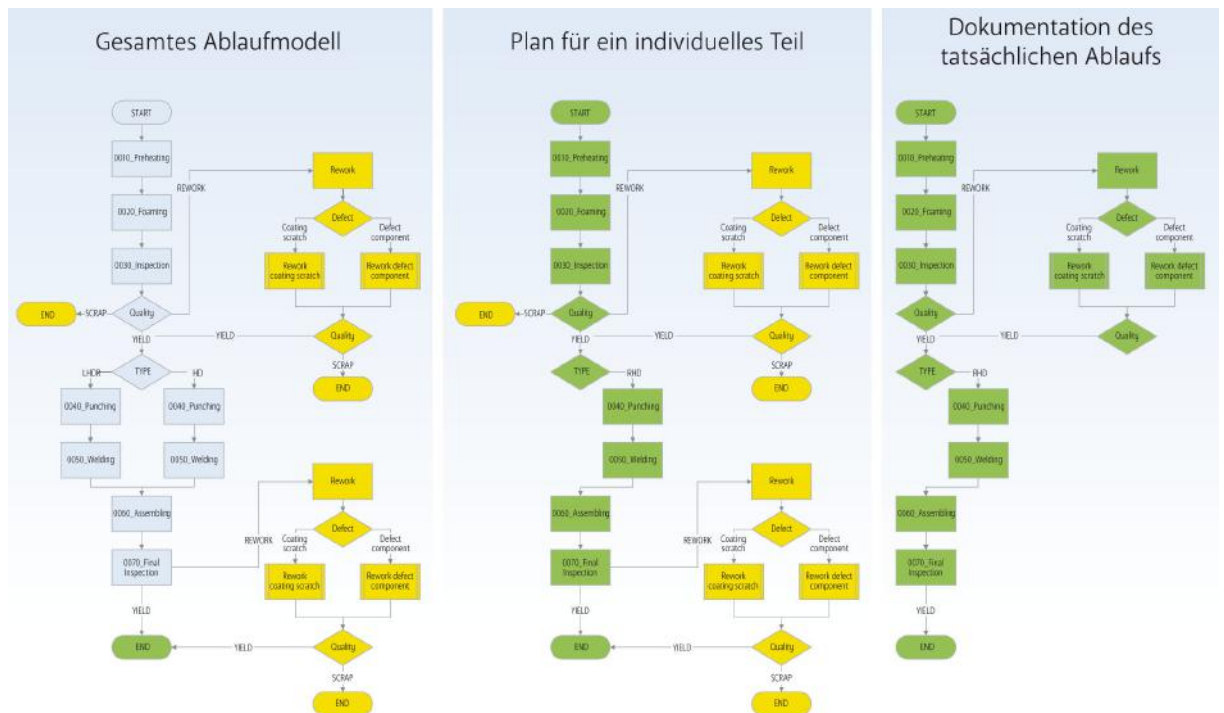 Gesamtes Ablaufmodell
START
0010_Preheating
REWORK
Rework
0020_Foaming
Defect
Coating
scratch
Defect
component
0030_Inspection
Rework
coating scratch
Rework defect
component
END
SCRAP
Quality
YIELD
YIELD
Quality
SCRAP
END
LHDR
TYPE
HD
0040_Punching
0040_Punching
0050_Welding
0050_Welding
Rework
0060_Assembling
Defect
REWORK
Coating
scratch
Defect
component
0070_Final
Inspection
Rework
coating scratch
Rework defect
component
YIELD
END
YIELD
Quality
SCRAP
END
Plan für ein individuelles Teil
START
0010_Preheating
REWORK
Rework
0020_Foaming
Defect
Coating
scratch
Defect
component
0030_Inspection
Rework
coating scratch
Rework defect
component
END
SCRAP
Quality
YIELD
YIELD
Quality
SCRAP
END
TYPE
RHD
0040_Punching
0050_Welding
Rework
0060_Assembling
Defect
REWORK
Coating
scratch
Defect
component
0070_Final
Inspection
Rework
coating scratch
Rework defect
component
YIELD
END
YIELD
Quality
SCRAP
END
Dokumentation des
tatsächlichen Ablaufs
START
0010_Preheating
REWORK
Rework
0020_Foaming
Defect
Coating
scratch
Defect
component
0030_Inspection
Rework
coating scratch
Rework defect
component
Quality
YIELD
YIELD
Quality
TYPE
RHD
0040_Punching
0050_Welding
0060_Assembling
0070_Final
Inspection
YIELD
END